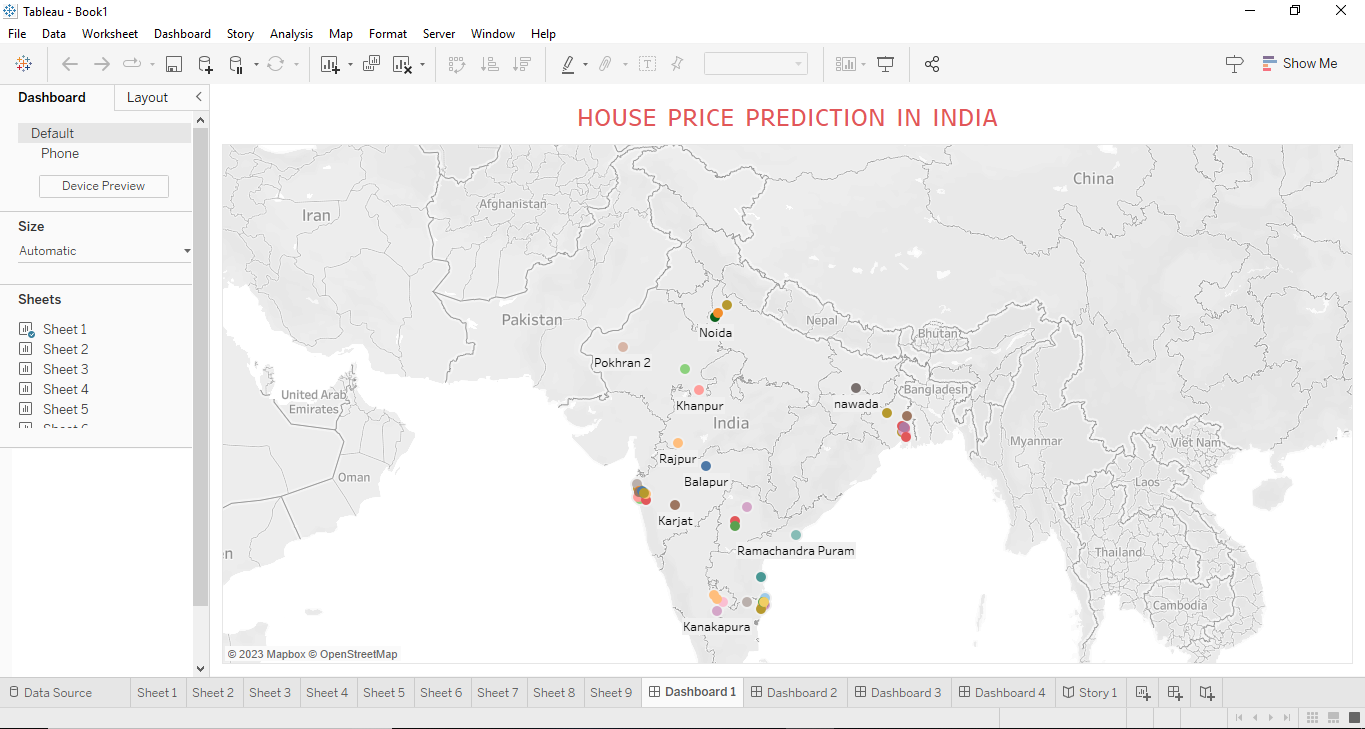 Tableau - Book1
File Data Worksheet Dashboard Story Analysis Map Format Server Window Help
Show Me
Dashboard Layout
Default
Phone
Device Preview
Size
Automatic
Sheets
Sheet 1
Sheet 2
Sheet 3
Sheet 4
Sheet 5
HOUSE PRICE PREDICTION IN INDIA
China
Afghanistan
Iran
Pakistan
Nepal
Noida
Bhutan
Pokhran 2
United Arab
Emirates
Bangladesh
Khanpur
nawada
India
Myanmar
Viet Nam
Rajpur
Oman
Balapur
Laos
Karjat
Ramachandra Puram
Thailand
Cambodia
Kanakapura
© 2023 Mapbox © OpenStreetMap
Data Source Sheet 1 Sheet 2 Sheet 3 Sheet 4 Sheet 5 Sheet 6 Sheet 7 Sheet 8 Sheet 9 Dashboard 1 Dashboard 2 Dashboard 3 Dashboard 4 Story 1